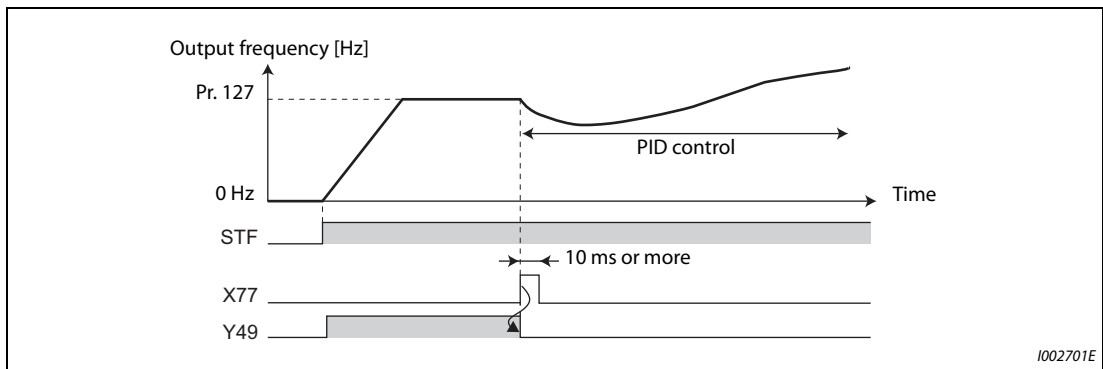 Output frequency [Hz]
Pr. 127
PID control
0 Hz
Time
STF
10 ms or more
X77
Y49
I002701E